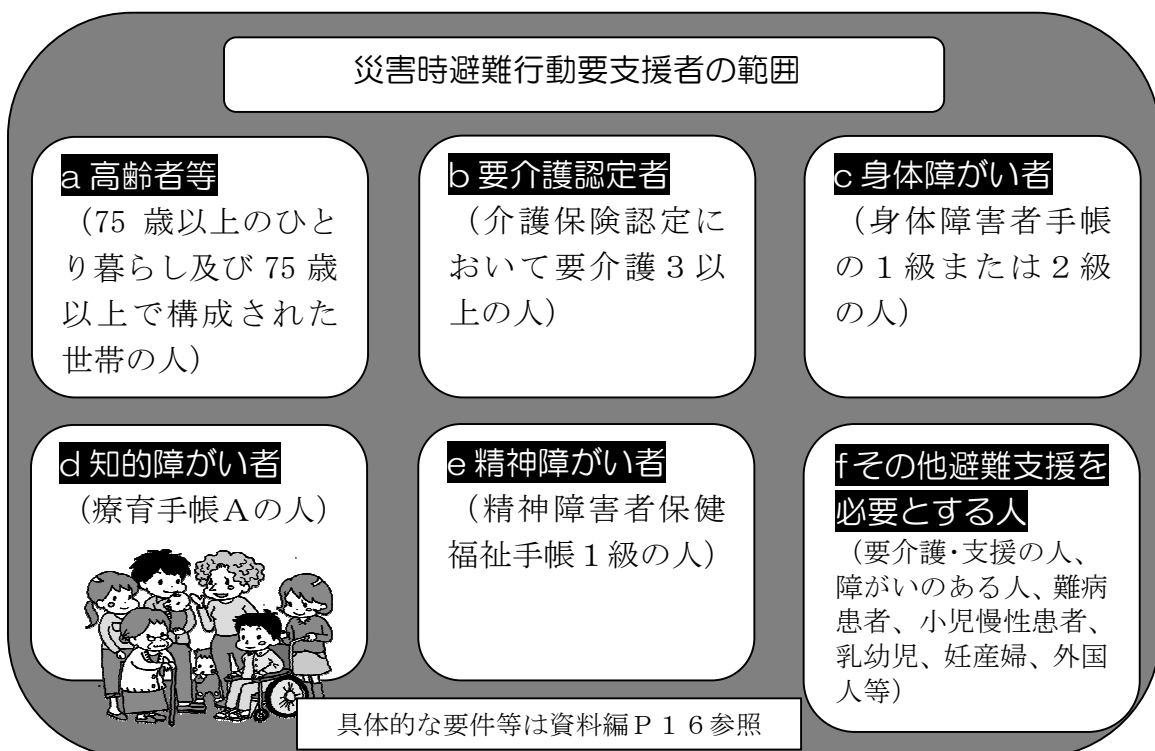 災害時避難行動要支援者の範囲
a 高齢者等
（75 歳以上のひと
り暮らし及び 75 歳
以上で構成された
世帯の人）
b 要介護認定者
（介護保険認定に
おいて要介護３以
上の人）
c 身体障がい者
（身体障害者手帳
の１級または２級
の人）
d 知的障がい者
（療育手帳Ａの人）
e 精神障がい者
（精神障害者保健
福祉手帳１級の人）
f その他避難支援を
必要とする人
（要介護・支援の人、
障がいのある人、難病
患者、小児慢性患者、
乳幼児、妊産婦、外国
人等）
具体的な要件等は資料編Ｐ１６参照